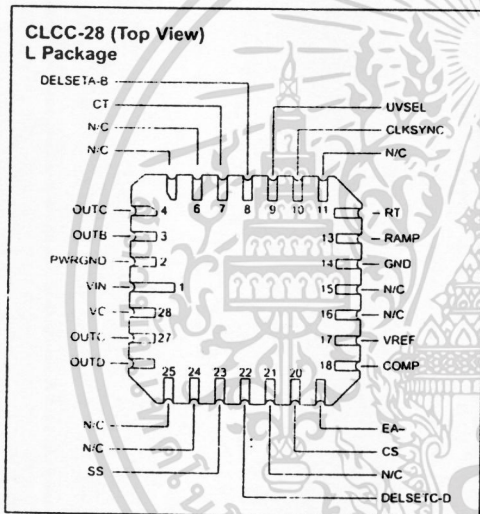 CLCC-28 (Top View)
L Package
DELSETA-B
CT
N/C
N/C
UVSEL
CLKSYNC
N/C
6 7 8 9 10 11
OUTC 4
OUTB 3
PWRGND 2
VIN 1
VC 28
OUTC 27
OUTD
RT
13 RAMP
14 GND
15 N/C
16 N/C
17 VREF
18 COMP
25 24 23 22 21 20
N/C
N/C
SS
EA–
CS
N/C
DELSETC-D